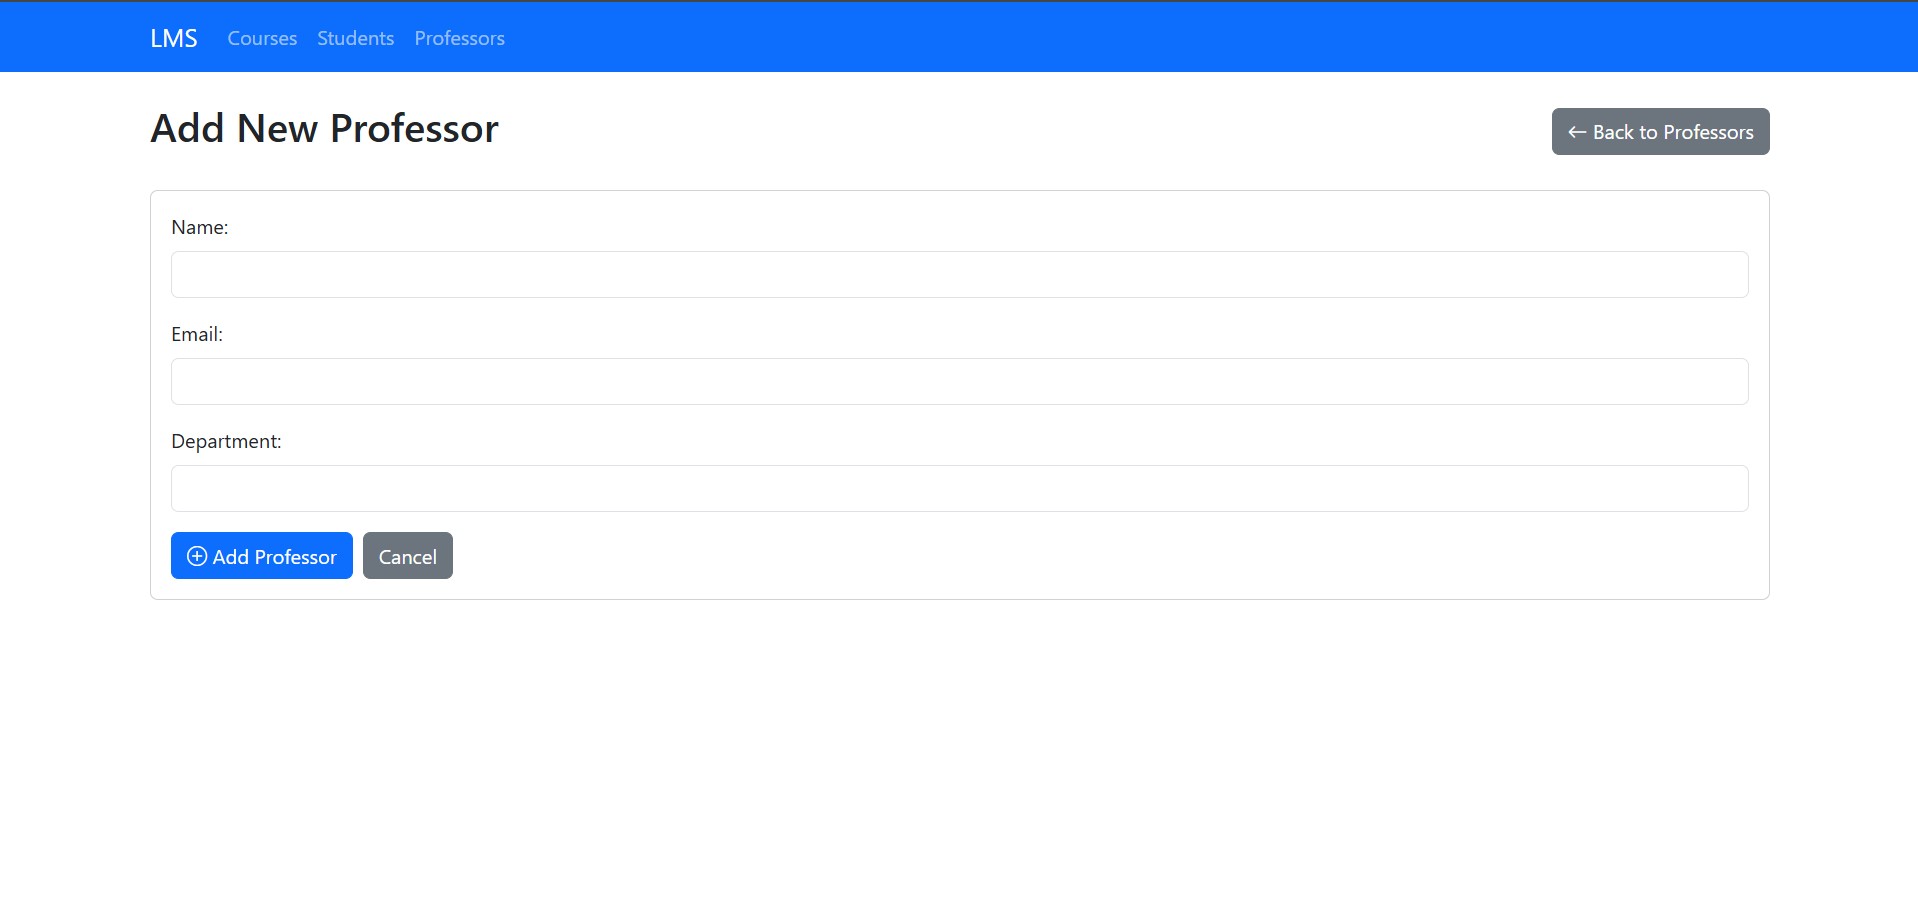 LMS Courses Students Professors
Add New Professor
← Back to Professors
Name:
Email:
Department:
Add Professor Cancel